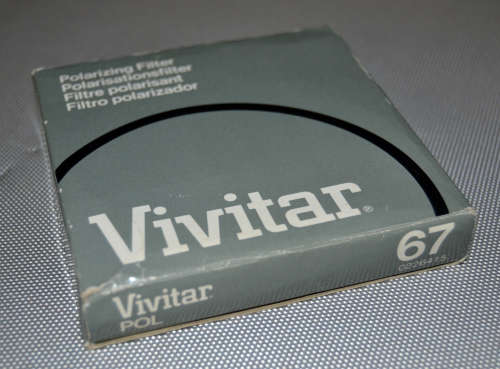 Polarizing Filter
Polarisationsfilter
Filtre polarisant
Filtro polarizador
Vivitar®
Vivitar
POL
67